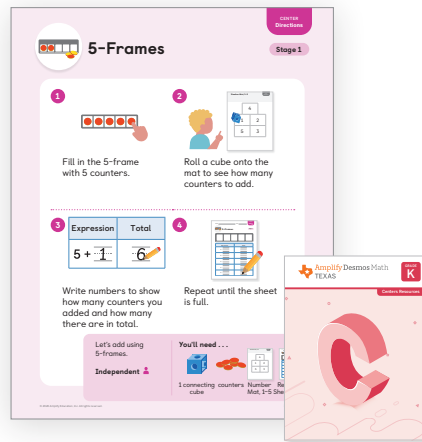 CENTER
Directions
5-Frames
Stage 1
1
2
Fill in the 5-frame
with 5 counters.
Roll a cube onto the
mat to see how many
counters to add.
3
Expression Total
5 + 1 6
4
Write numbers to show
how many counters you
added and how many
there are in total.
Repeat until the sheet
is full.
Let's add using
5-frames.
Independent
You'll need . . .
1 connecting
cube
counters
Number
Mat, 1–5
Amplify Desmos Math
TEXAS
GRADE
K
Centers Resources